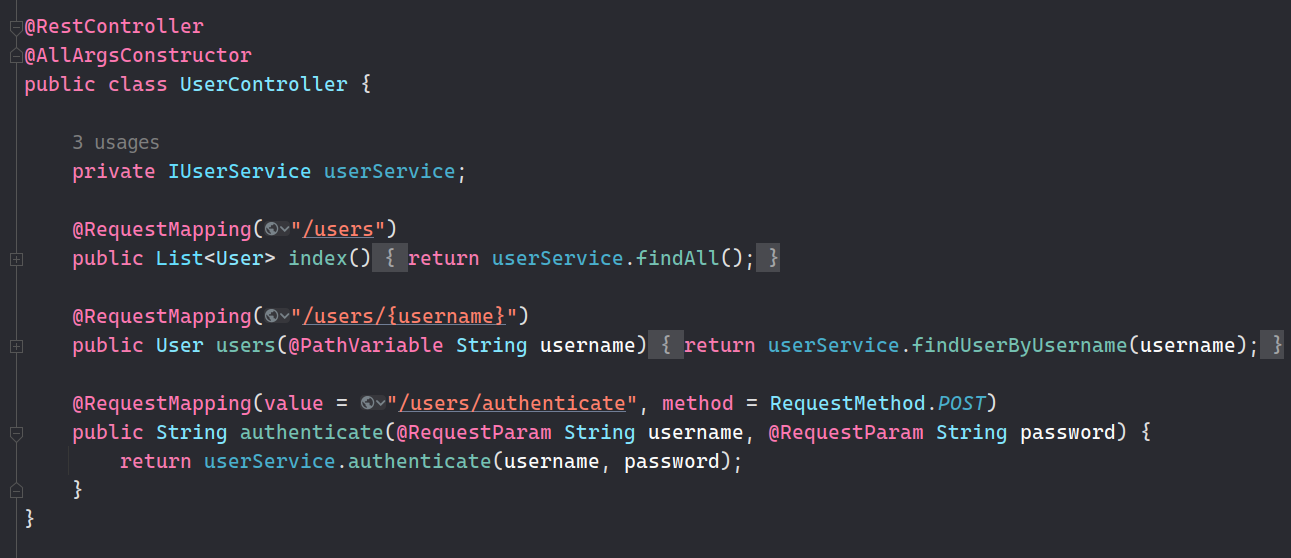 @RestController
@AllArgsConstructor
public class UserController {
3 usages
private IUserService userService;
@RequestMapping("/users")
public List<User> index() { return userService.findAll(); }
@RequestMapping("/users/{username}")
public User users(@PathVariable String username) { return userService.findUserByUsername(username); }
@RequestMapping(value = "/users/authenticate", method = RequestMethod.POST)
public String authenticate(@RequestParam String username, @RequestParam String password) {
return userService.authenticate(username, password);
}
}